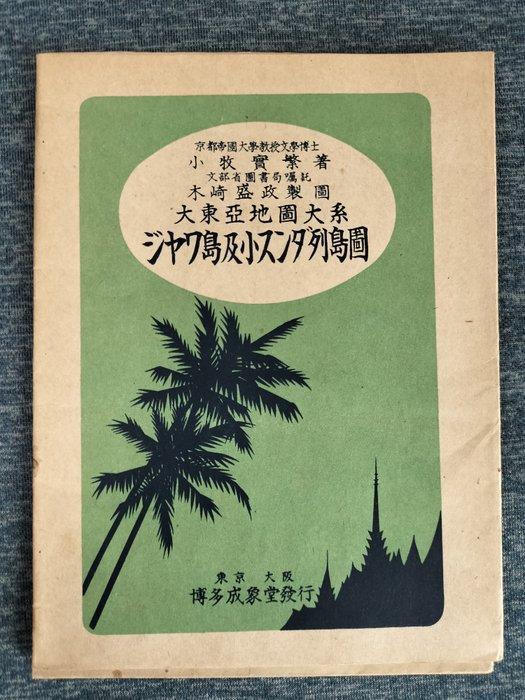 京都帝國大學教授文學博士
小牧實繁著
文部省圖書局嘱託
木崎盛政製圖
大東亞地圖大系
ジヤワ島及小スンダ列島圖
東京 大阪
博多成象堂發行